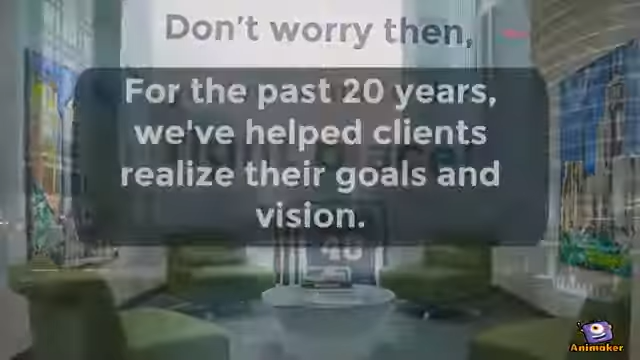 Don't worry then,
For the past 20 years,
we've helped clients
realize their goals and
vision.
Animaker